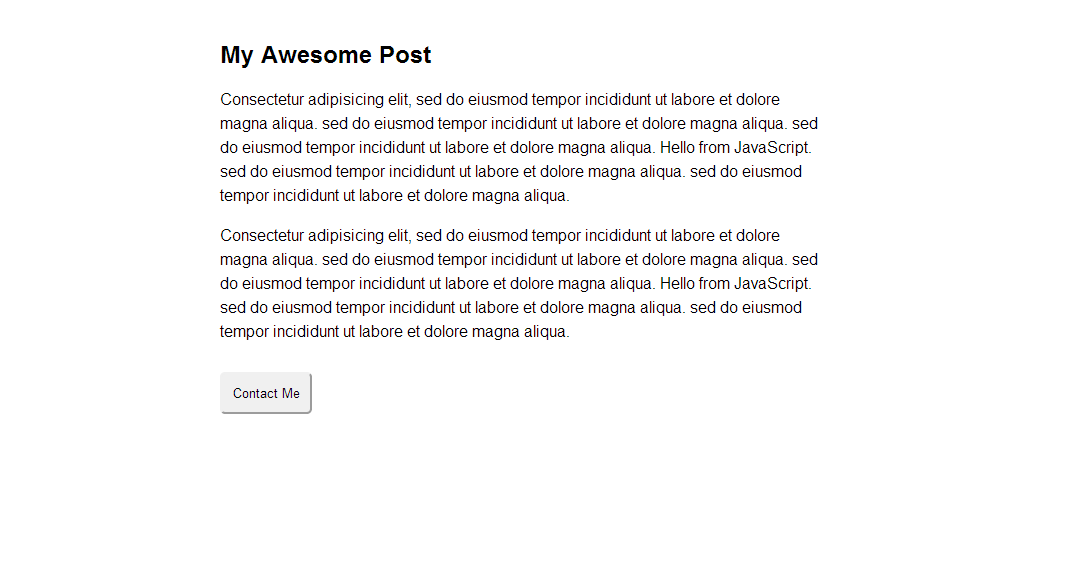 My Awesome Post
Consectetur adipisicing elit, sed do eiusmod tempor incididunt ut labore et dolore
magna aliqua. sed do eiusmod tempor incididunt ut labore et dolore magna aliqua. sed
do eiusmod tempor incididunt ut labore et dolore magna aliqua. Hello from JavaScript.
sed do eiusmod tempor incididunt ut labore et dolore magna aliqua. sed do eiusmod
tempor incididunt ut labore et dolore magna aliqua.
Consectetur adipisicing elit, sed do eiusmod tempor incididunt ut labore et dolore
magna aliqua. sed do eiusmod tempor incididunt ut labore et dolore magna aliqua. sed
do eiusmod tempor incididunt ut labore et dolore magna aliqua. Hello from JavaScript.
sed do eiusmod tempor incididunt ut labore et dolore magna aliqua. sed do eiusmod
tempor incididunt ut labore et dolore magna aliqua.
Contact Me